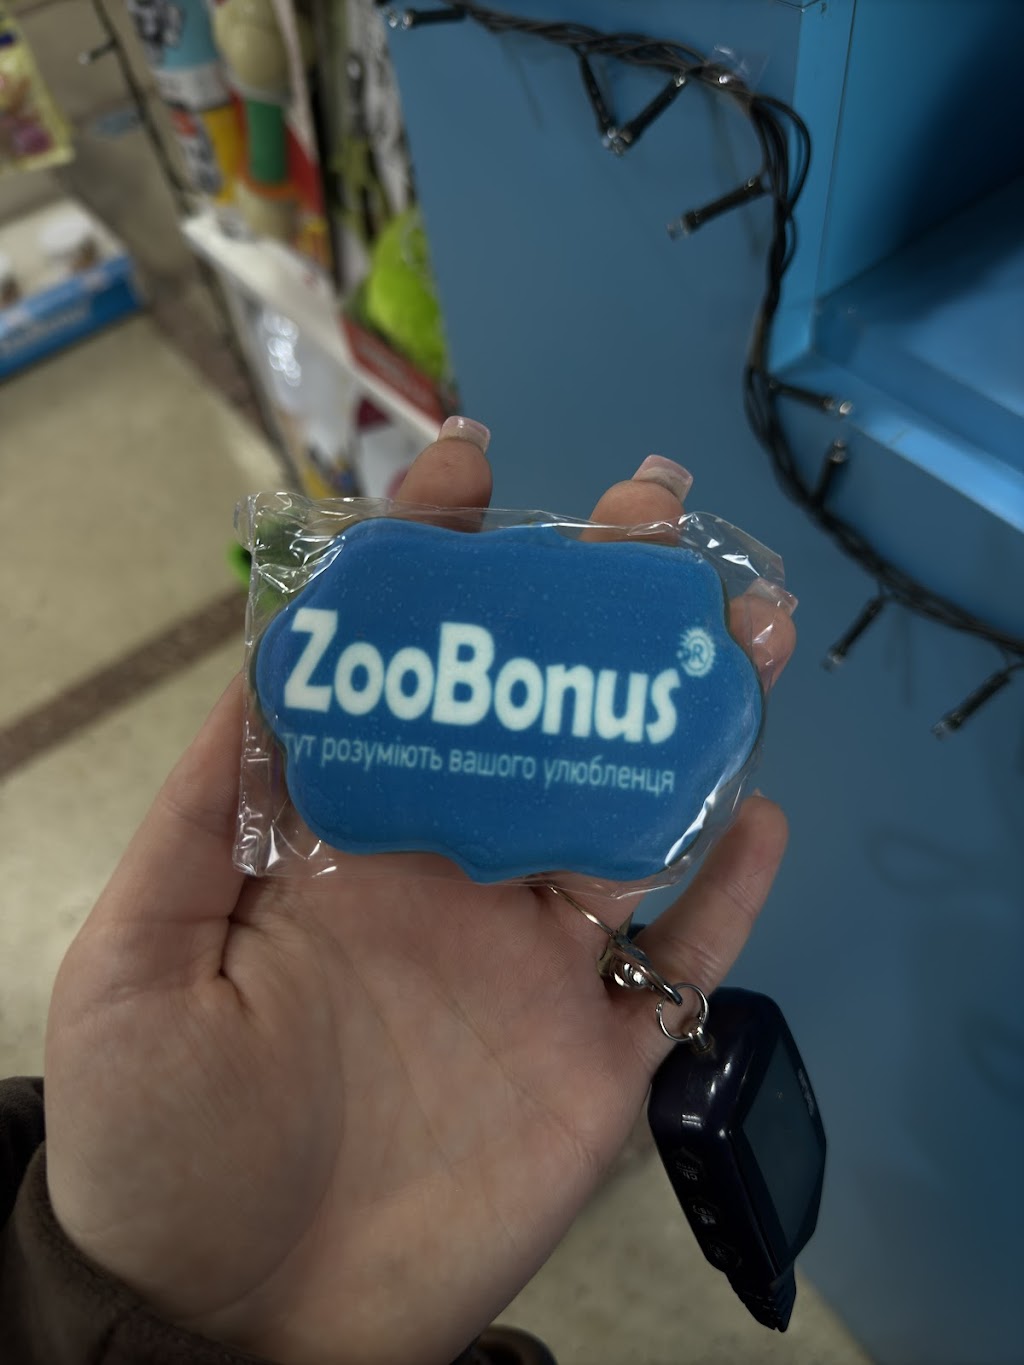 ZooBonus®
тут розуміють вашого улюбленця